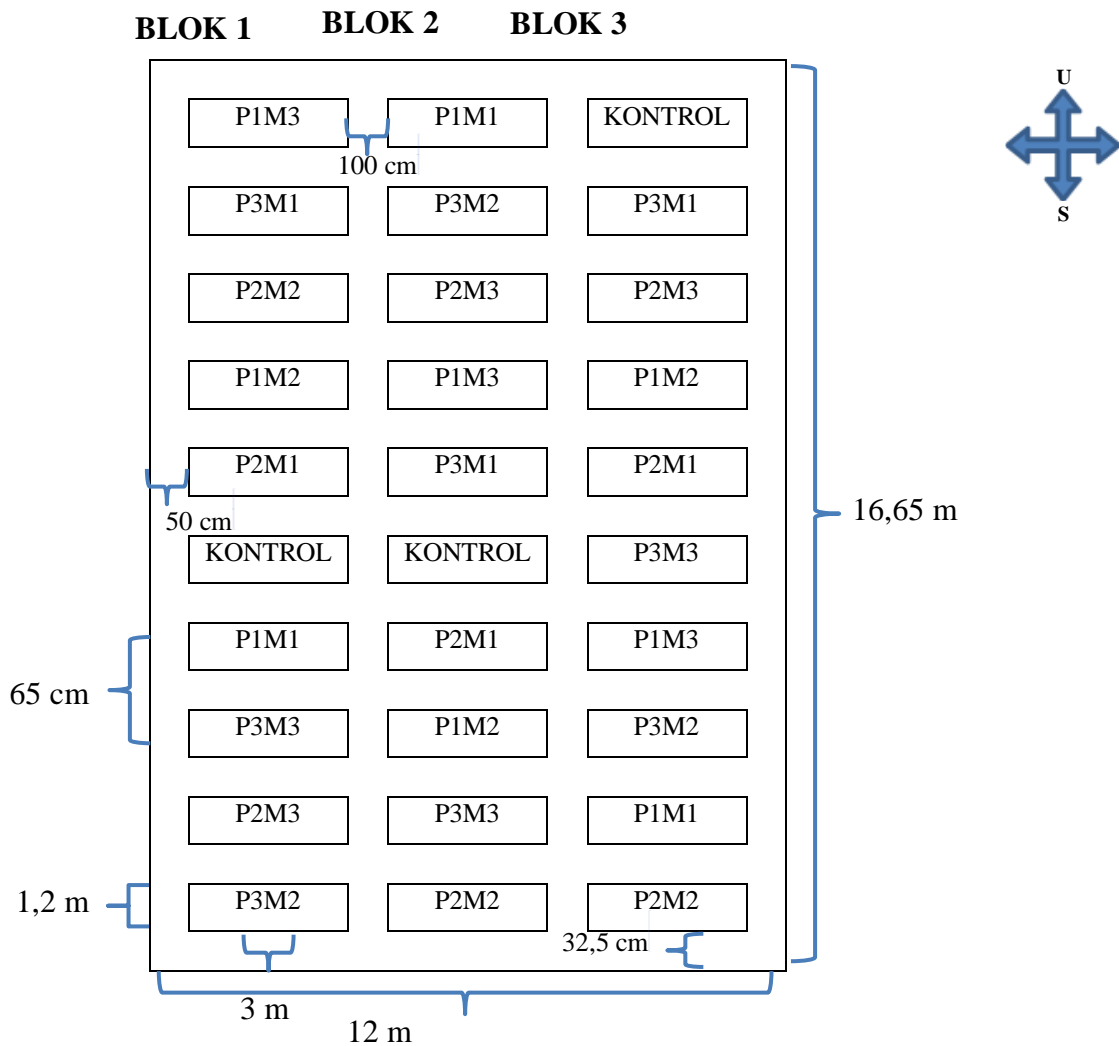 BLOK 1 BLOK 2 BLOK 3
U
P1M3 P1M1 KONTROL
100 cm
S
P3M1 P3M2 P3M1
P2M2 P2M3 P2M3
P1M2 P1M3 P1M2
P2M1 P3M1 P2M1
50 cm
16,65 m
KONTROL KONTROL P3M3
P1M1 P2M1 P1M3
65 cm
P3M3 P1M2 P3M2
P2M3 P3M3 P1M1
1,2 m
P3M2 P2M2 P2M2
32,5 cm
3 m
12 m